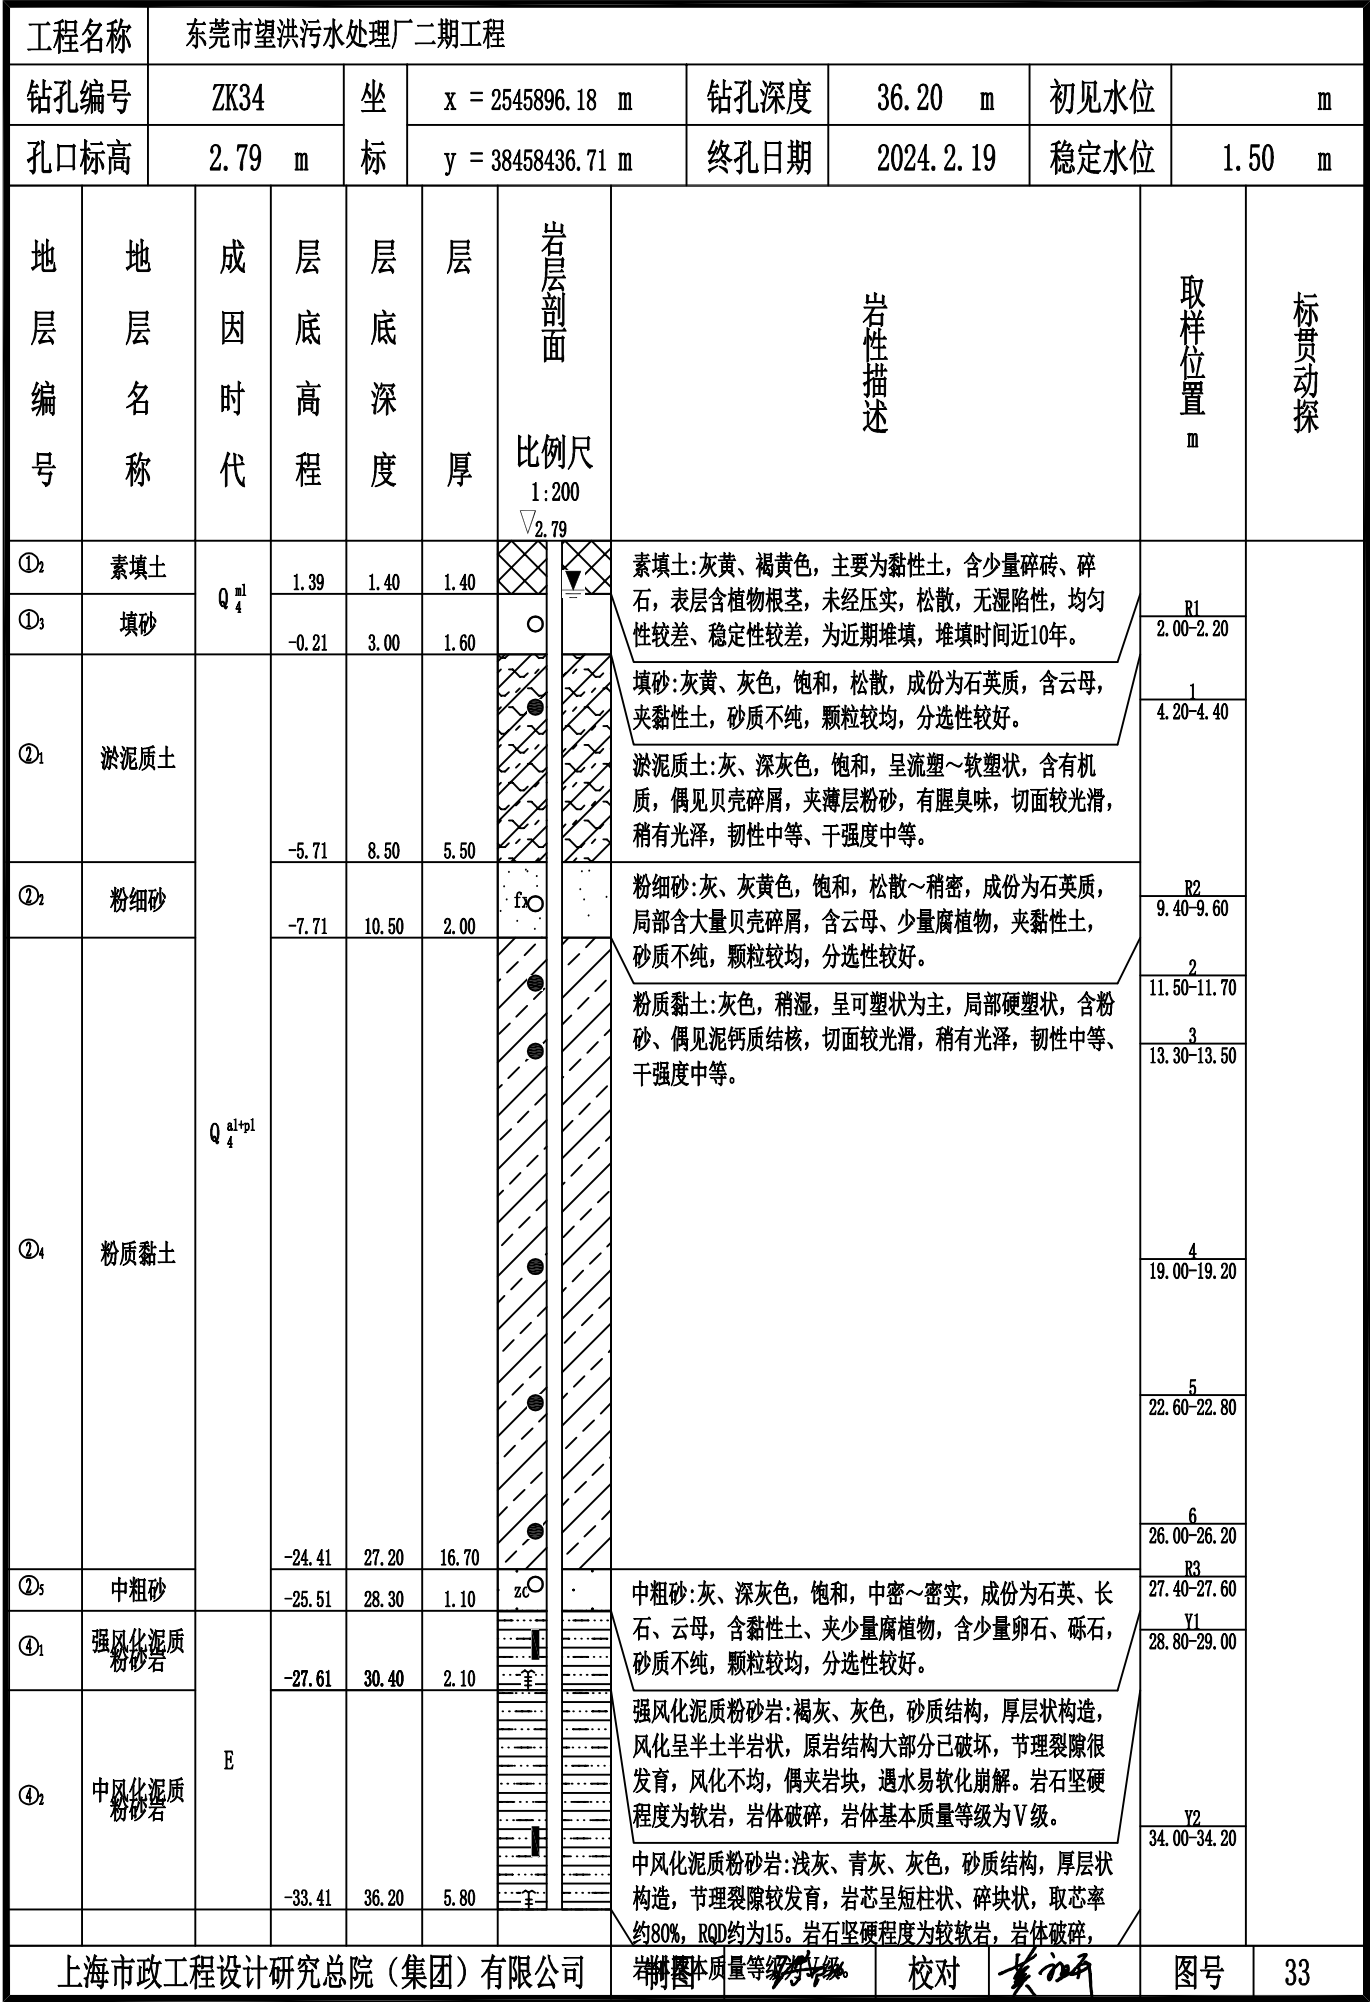 工程名称 东莞市望洪污水处理厂二期工程
钻孔编号 ZK34 坐标 x = 2545896.18 m 钻孔深度 36.20 m 初见水位 m
孔口标高 2.79 m y = 38458436.71 m 终孔日期 2024.2.19 稳定水位 1.50 m
地层编号 地层名称 成因时代 层底高程 层底深度 层厚 岩层剖面 岩性描述 取样位置 m 标贯动探
比例尺
1:200
2.79
①2 素填土 Q4ml 1.39 1.40 1.40
素填土:灰黄、褐黄色，主要为黏性土，含少量碎砖、碎
石，表层含植物根茎，未经压实，松散，无湿陷性，均匀
性较差、稳定性较差，为近期堆填，堆填时间近10年。
①3 填砂 -0.21 3.00 1.60
R1
2.00-2.20
填砂:灰黄、灰色，饱和，松散，成份为石英质，含云母，
夹黏性土，砂质不纯，颗粒较均，分选性较好。
1
4.20-4.40
②1 淤泥质土 -5.71 8.50 5.50
淤泥质土:灰、深灰色，饱和，呈流塑～软塑状，含有机
质，偶见贝壳碎屑，夹薄层粉砂，有腥臭味，切面较光滑，
稍有光泽，韧性中等、干强度中等。
②2 粉细砂 -7.71 10.50 2.00 fx
粉细砂:灰、灰黄色，饱和，松散～稍密，成份为石英质，
局部含大量贝壳碎屑，含云母、少量腐植物，夹黏性土，
砂质不纯，颗粒较均，分选性较好。
R2
9.40-9.60
2
11.50-11.70
粉质黏土:灰色，稍湿，呈可塑状为主，局部硬塑状，含粉
砂、偶见泥钙质结核，切面较光滑，稍有光泽，韧性中等、
干强度中等。
3
13.30-13.50
Q4al+pl
②4 粉质黏土 -24.41 27.20 16.70
4
19.00-19.20
5
22.60-22.80
6
26.00-26.20
②5 中粗砂 -25.51 28.30 1.10 zc
R3
27.40-27.60
中粗砂:灰、深灰色，饱和，中密～密实，成份为石英、长
石、云母，含黏性土、夹少量腐植物，含少量卵石、砾石，
砂质不纯，颗粒较均，分选性较好。
Y1
28.80-29.00
④1 强风化泥质
粉砂岩 -27.61 30.40 2.10
强风化泥质粉砂岩:褐灰、灰色，砂质结构，厚层状构造，
风化呈半土半岩状，原岩结构大部分已破坏，节理裂隙很
发育，风化不均，偶夹岩块，遇水易软化崩解。岩石坚硬
程度为软岩，岩体破碎，岩体基本质量等级为Ⅴ级。
E
④2 中风化泥质
粉砂岩 -33.41 36.20 5.80
Y2
34.00-34.20
中风化泥质粉砂岩:浅灰、青灰、灰色，砂质结构，厚层状
构造，节理裂隙较发育，岩芯呈短柱状、碎块状，取芯率
约80%，RQD约为15。岩石坚硬程度为较软岩，岩体破碎，
岩体基本质量等级为Ⅴ级。
上海市政工程设计研究总院（集团）有限公司 制图 校对 图号 33